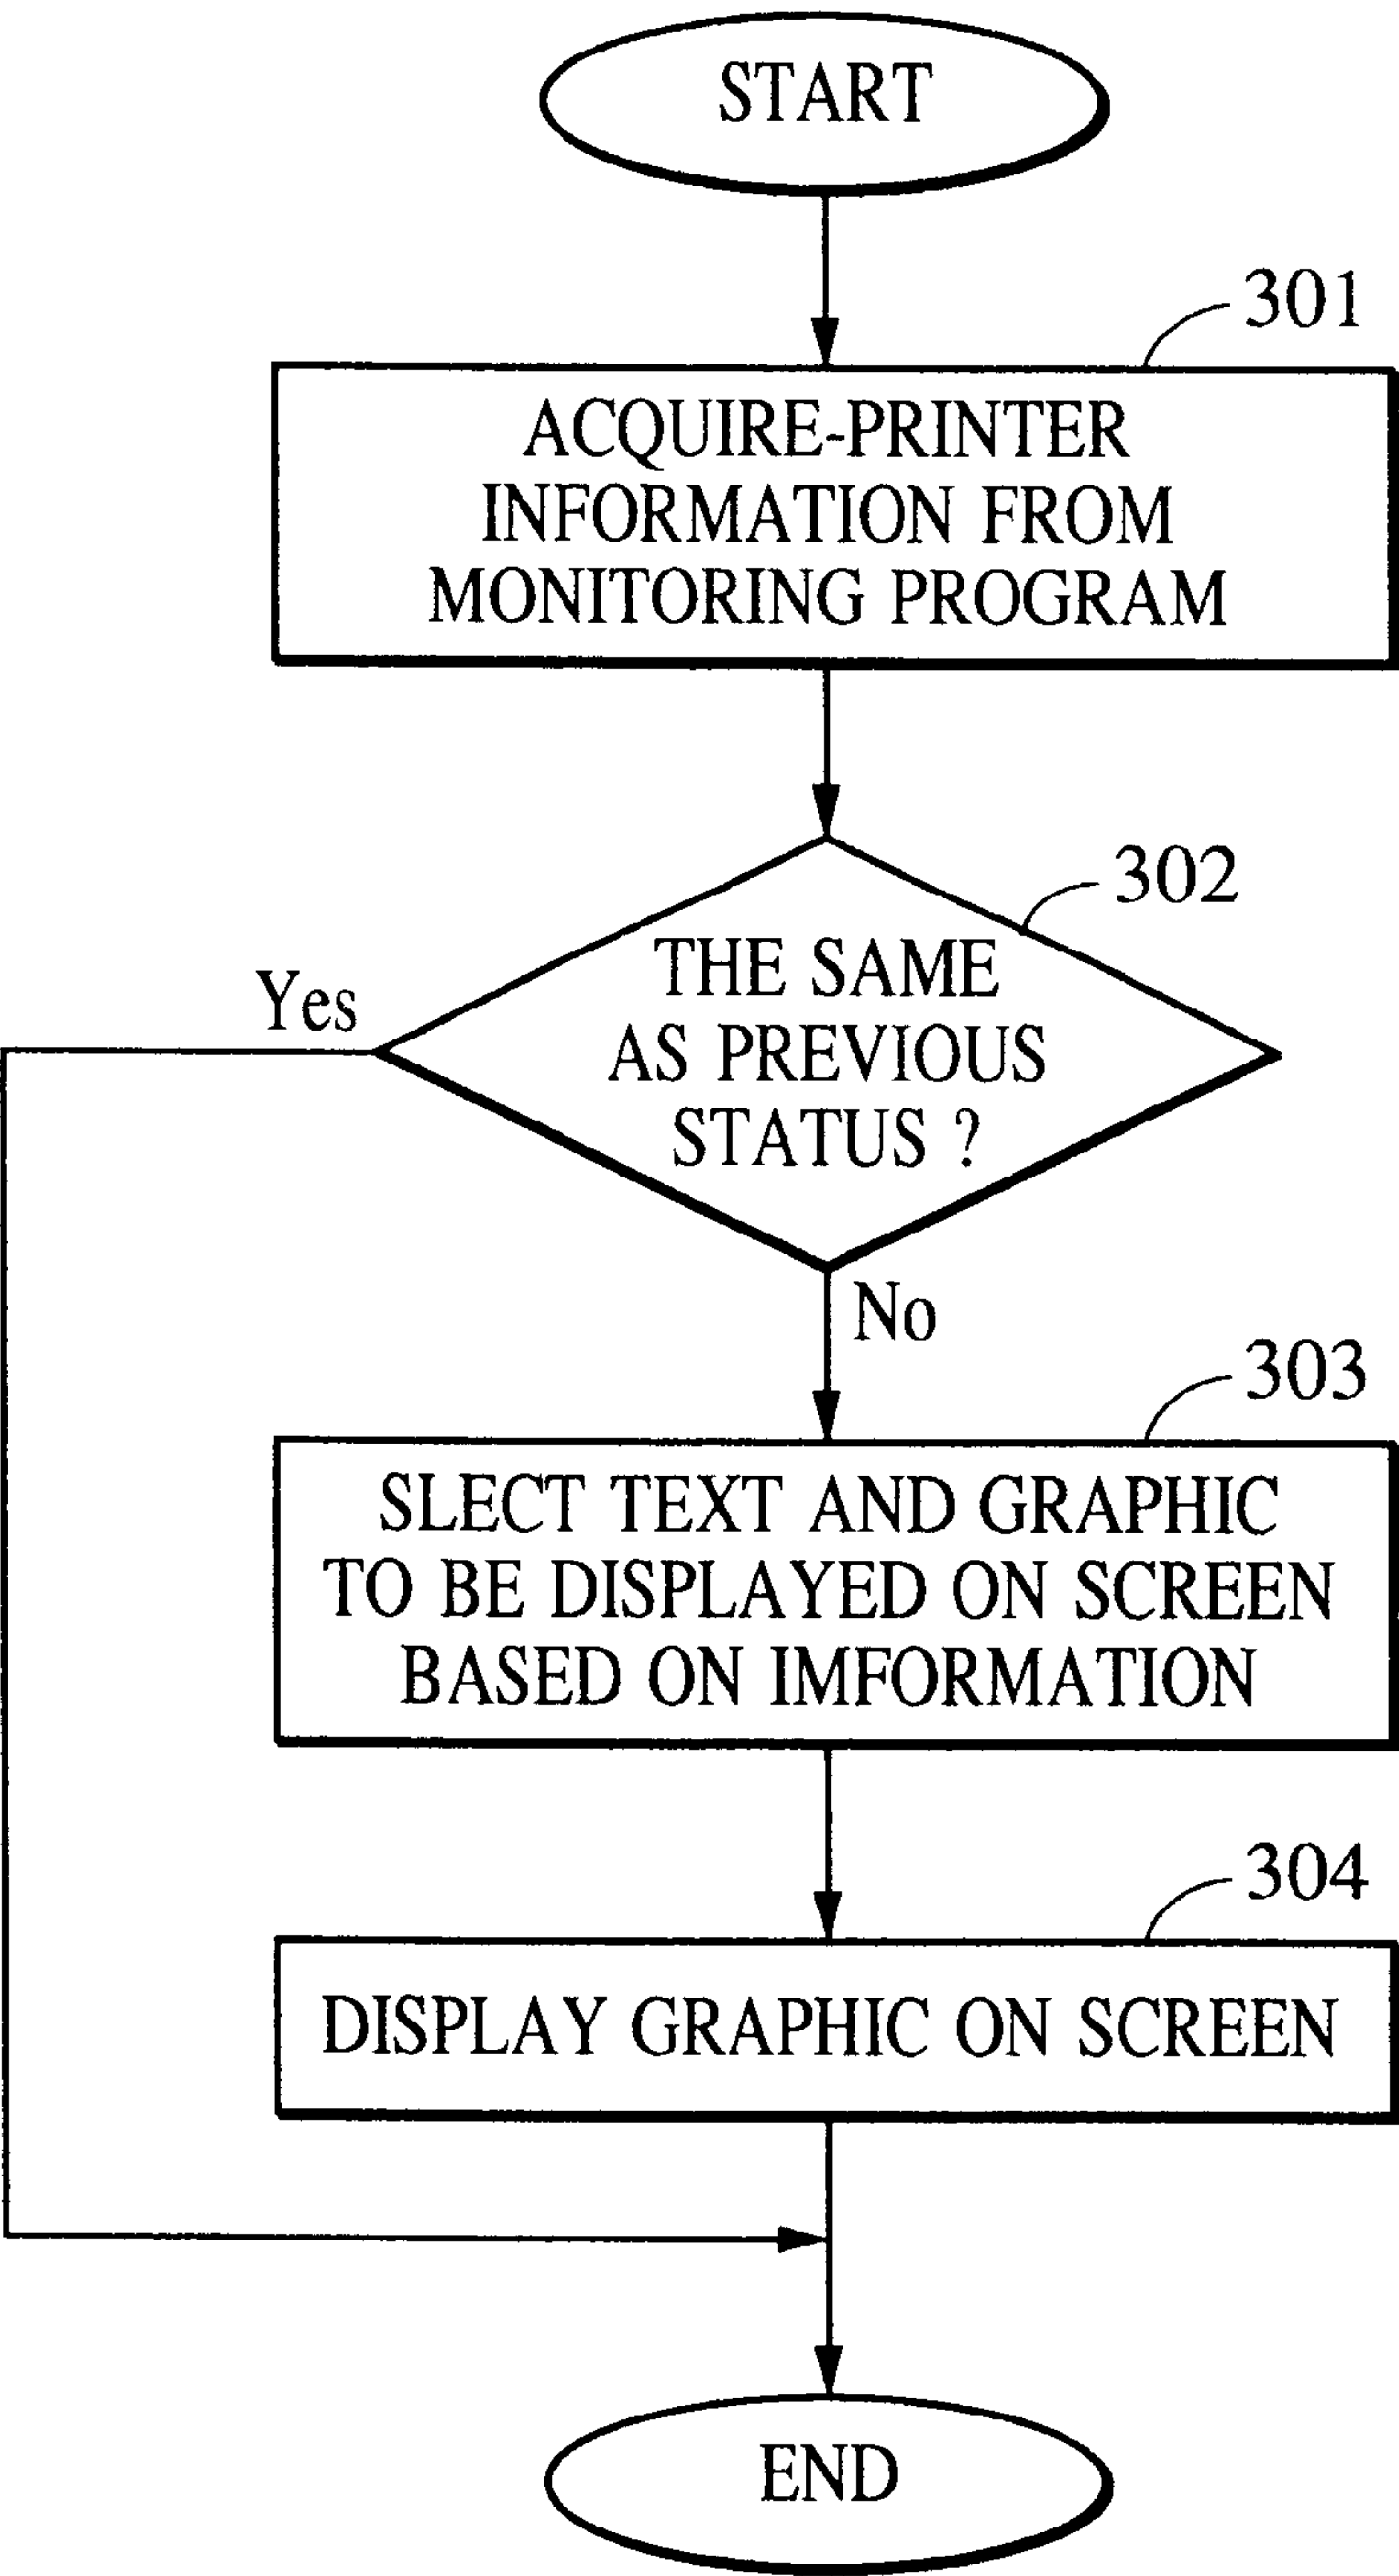 START
301
ACQUIRE-PRINTER
INFORMATION FROM
MONITORING PROGRAM
302
THE SAME
AS PREVIOUS
STATUS ?
Yes
No
303
SLECT TEXT AND GRAPHIC
TO BE DISPLAYED ON SCREEN
BASED ON IMFORMATION
304
DISPLAY GRAPHIC ON SCREEN
END